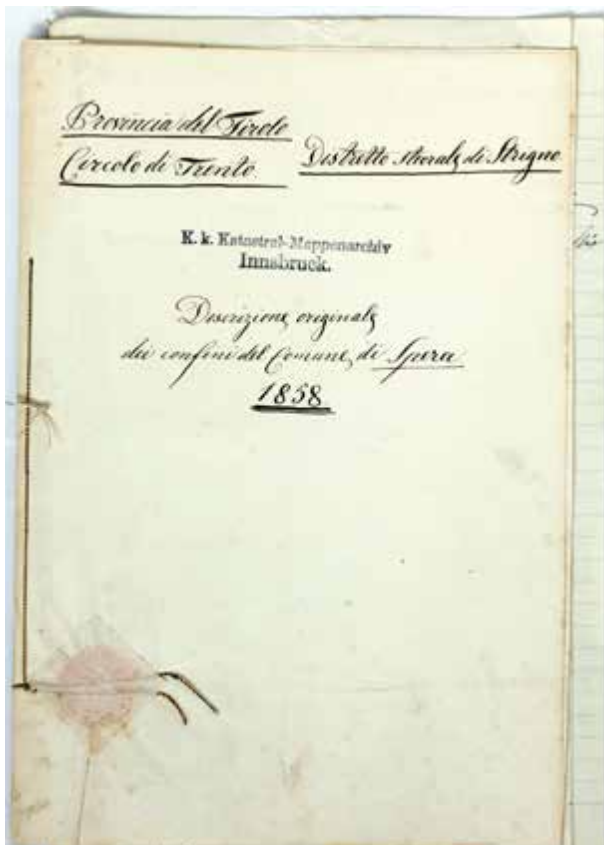 Provincia del Tirolo
Circolo di Trento
Distretto steorale di Strigno
K. k. Katastral-Mappenarchiv
Innsbruck.
Descrizione originale
dei confini del Comune di Spera
1858